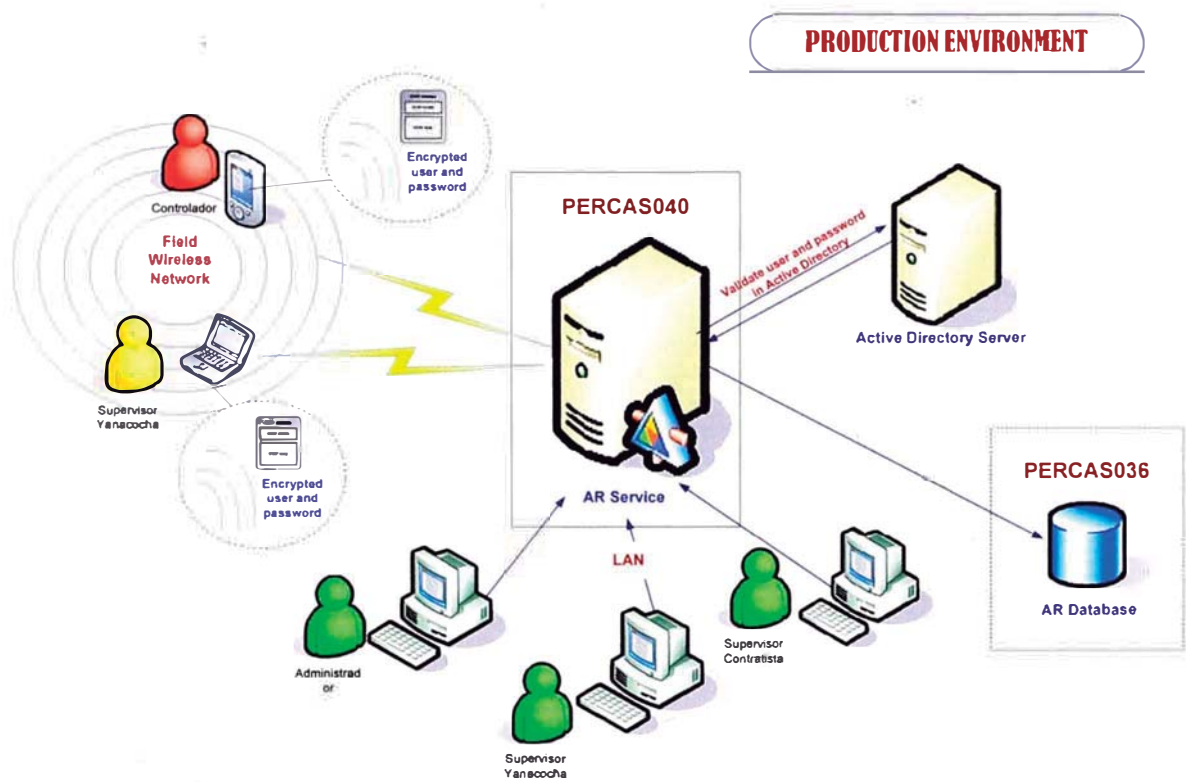 PRODUCTION ENVIRONMENT
Encrypted
user and
password
Controlador
Field
Wireless
Network
PERCAS040
Validate user and password
in Active Directory
Active Directory Server
Supervisor
Yanacocha
Encrypted
user and
password
AR Service
PERCAS036
AR Database
LAN
Administrad
or
Supervisor
Contratista
Supervisor
Yanacocha